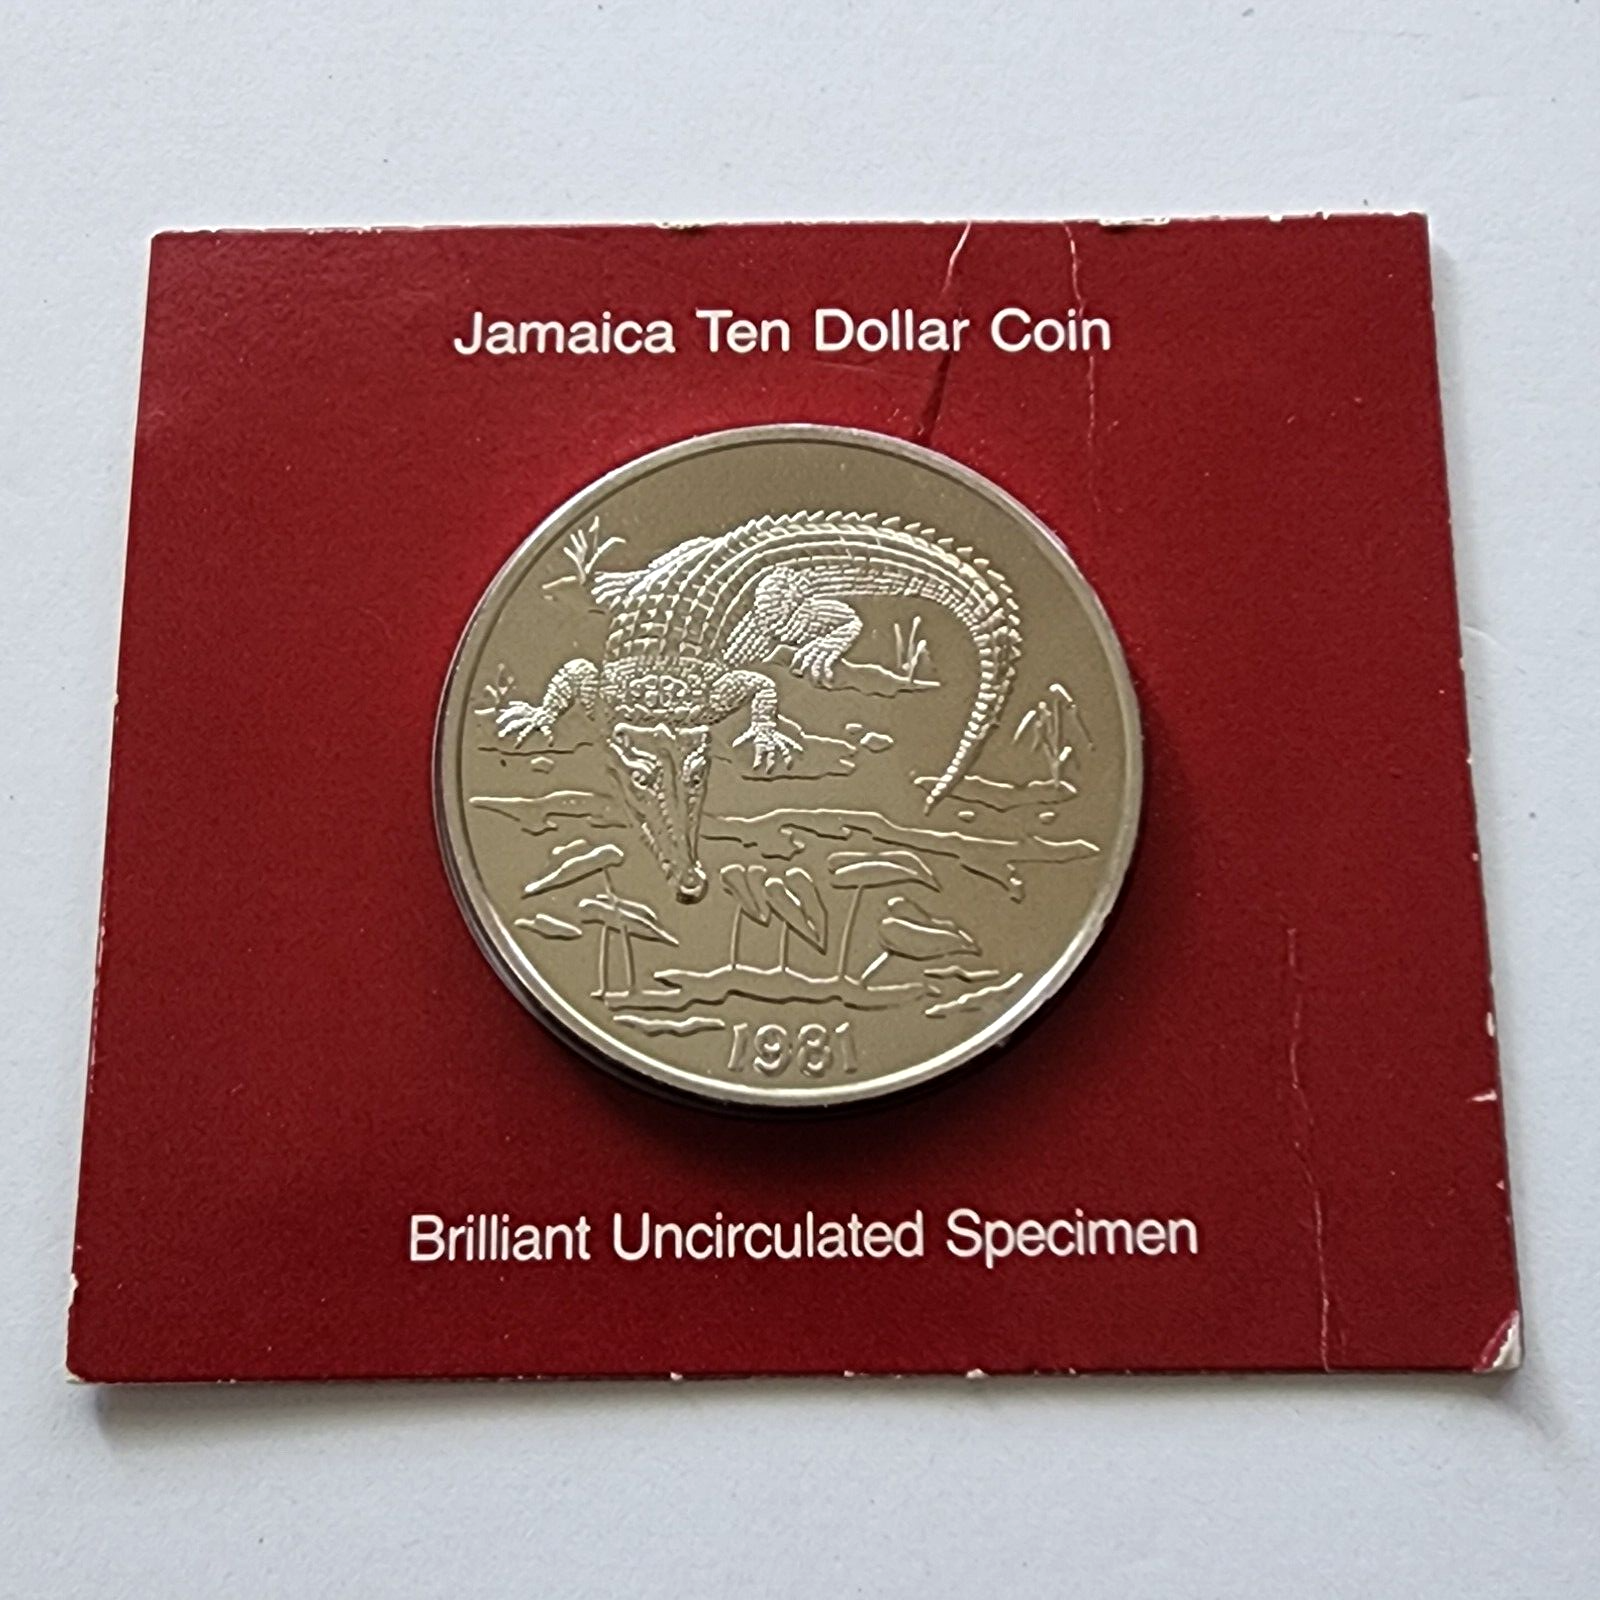 Jamaica Ten Dollar Coin
1981
Brilliant Uncirculated Specimen